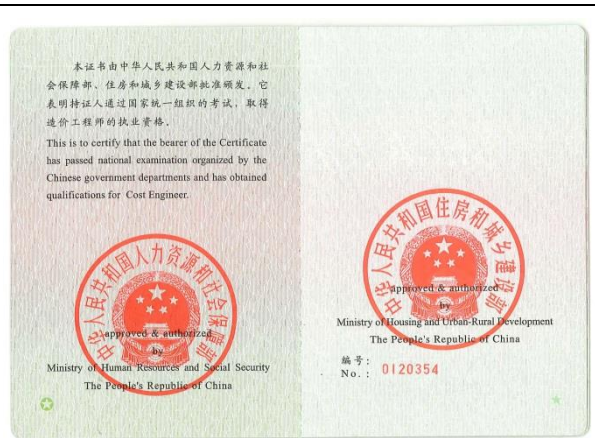 本证书由中华人民共和国人力资源和社
会保障部、住房和城乡建设部批准颁发。它
表明持证人通过国家统一组织的考试，取得
造价工程师的执业资格。
This is to certify that the bearer of the Certificate
has passed national examination organized by the
Chinese government departments and has obtained
qualifications for Cost Engineer.
中华人民共和国人力资源和社会保障部
approved & authorized
by
Ministry of Human Resources and Social Security
The People's Republic of China
中华人民共和国住房和城乡建设部
approved & authorized
by
Ministry of Housing and Urban-Rural Development
The People's Republic of China
编号：
No.： 0120354